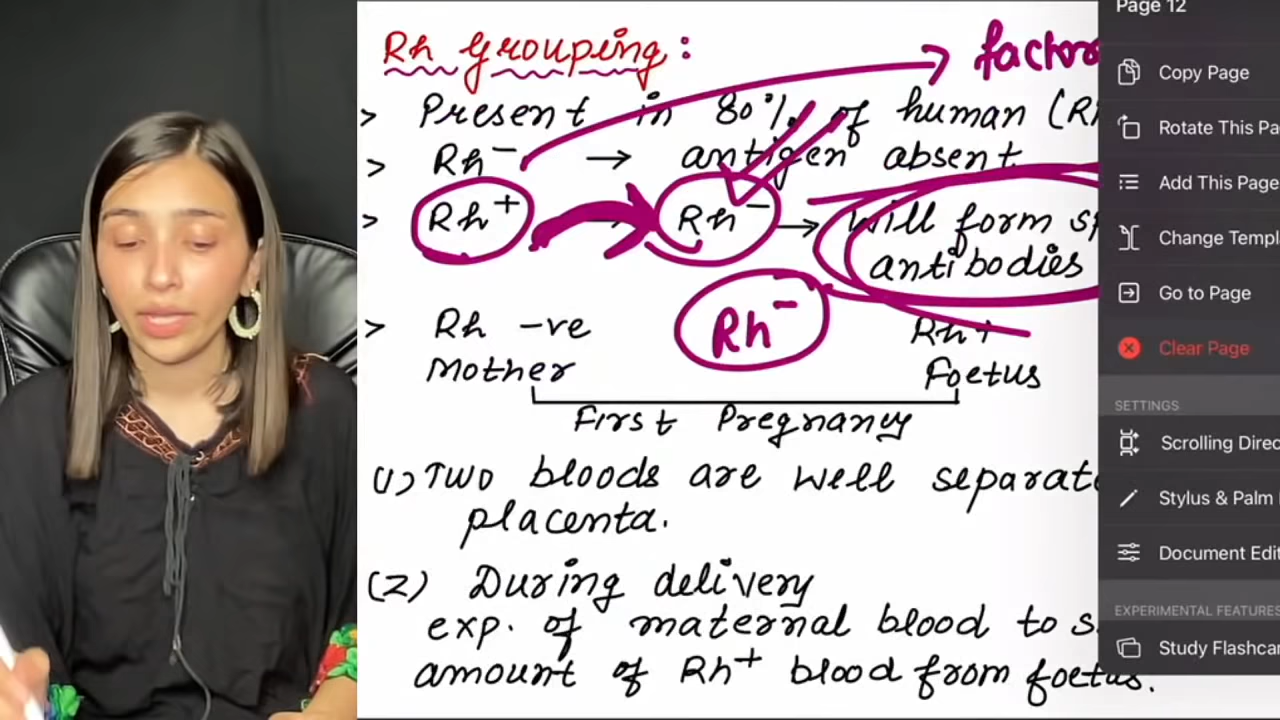 Rh Grouping:
→ factors
> Present in 80% of human (Rh
> Rh⁻ → antigen absent
> Rh⁺ → Rh⁻ → will form sp
antibodies
Rh⁻
> Rh -ve Rh+
Mother Foetus
First Pregnancy
(1) Two bloods are well separate
placenta.
(2) During delivery
exp. of maternal blood to s
amount of Rh⁺ blood from foetus.
Page 12
Copy Page
Rotate This Pa
Add This Page
Change Templ
Go to Page
Clear Page
SETTINGS
Scrolling Direc
Stylus & Palm
Document Edit
EXPERIMENTAL FEATURES
Study Flashcar